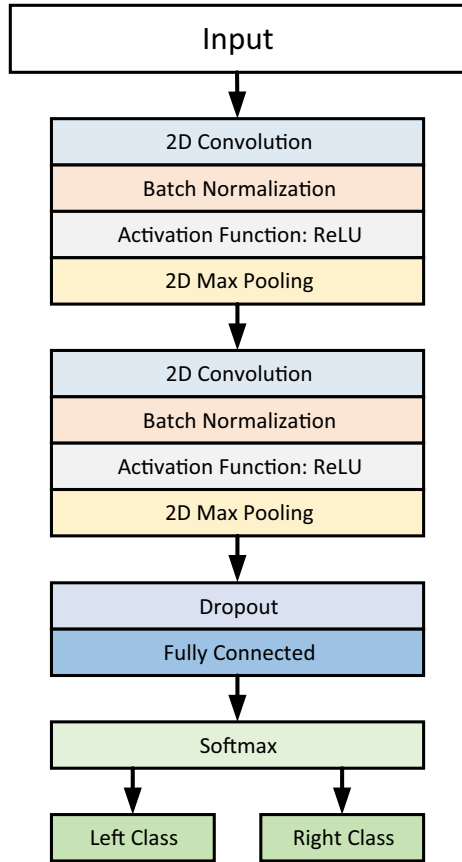 Input
2D Convolution
Batch Normalization
Activation Function: ReLU
2D Max Pooling
2D Convolution
Batch Normalization
Activation Function: ReLU
2D Max Pooling
Dropout
Fully Connected
Softmax
Left Class
Right Class